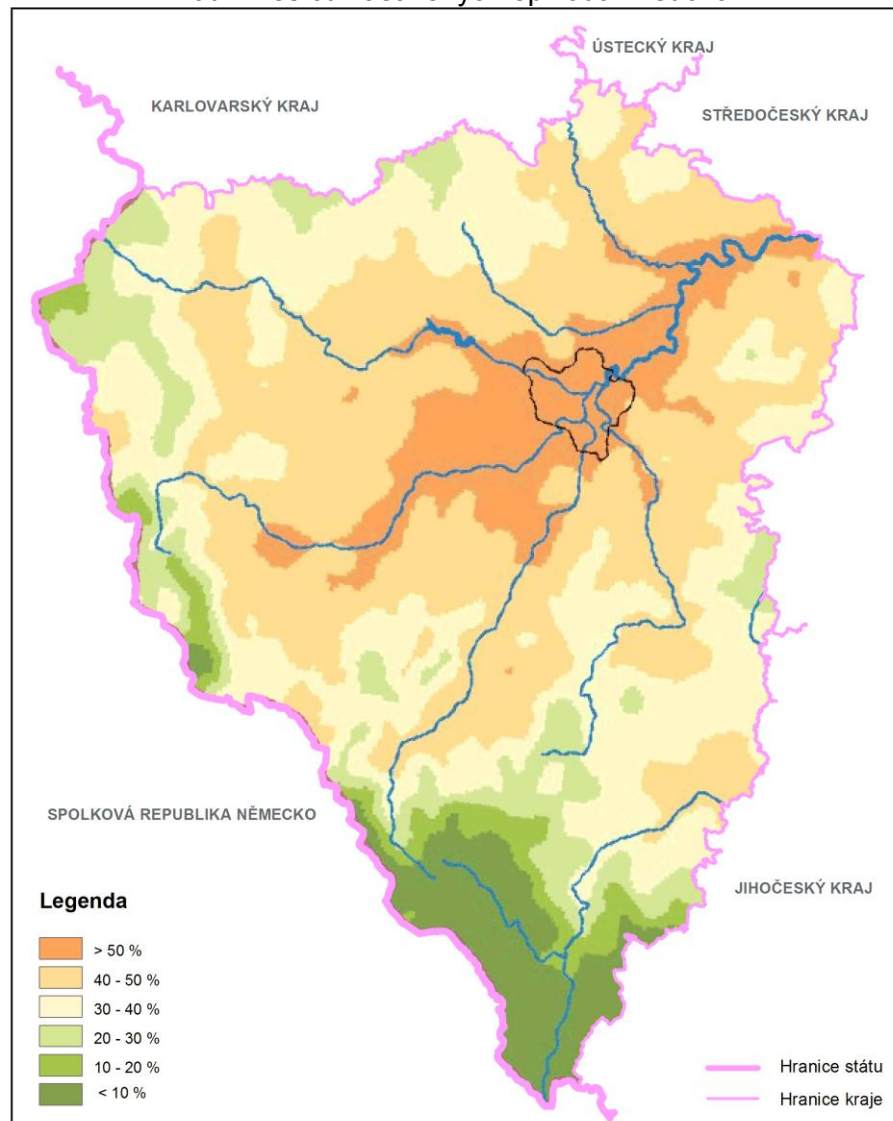 ÚSTECKÝ KRAJ
KARLOVARSKÝ KRAJ
STŘEDOČESKÝ KRAJ
SPOLKOVÁ REPUBLIKA NĚMECKO
JIHOČESKÝ KRAJ
Legenda
> 50 %
40 - 50 %
30 - 40 %
20 - 30 %
10 - 20 %
< 10 %
Hranice státu
Hranice kraje